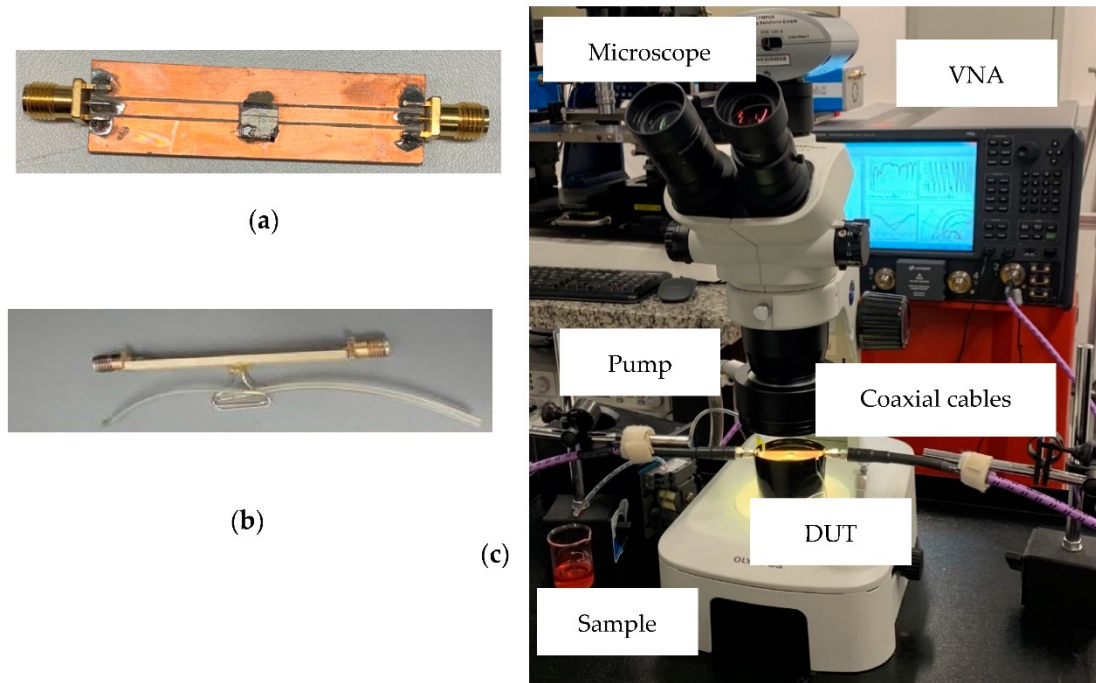 (a)
(b)
(c)
Microscope
VNA
Pump
Coaxial cables
DUT
Sample